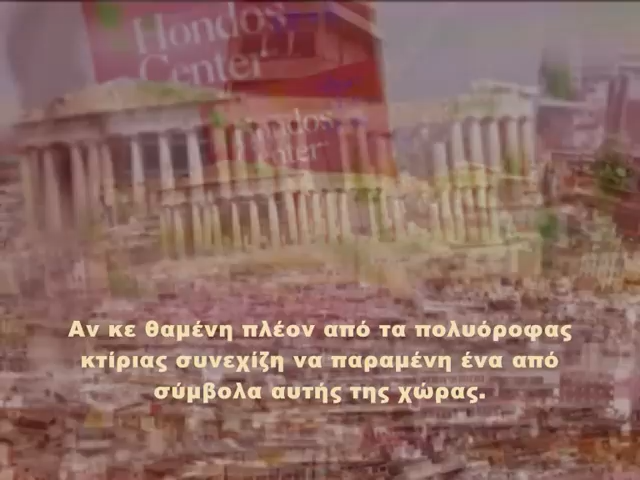 Hondos
Center
Hondos
Center
Αν κε θαμένη πλέον από τα πολυόροφας
κτίριας συνεχίζη να παραμένη ένα από
σύμβολα αυτής της χώρας.